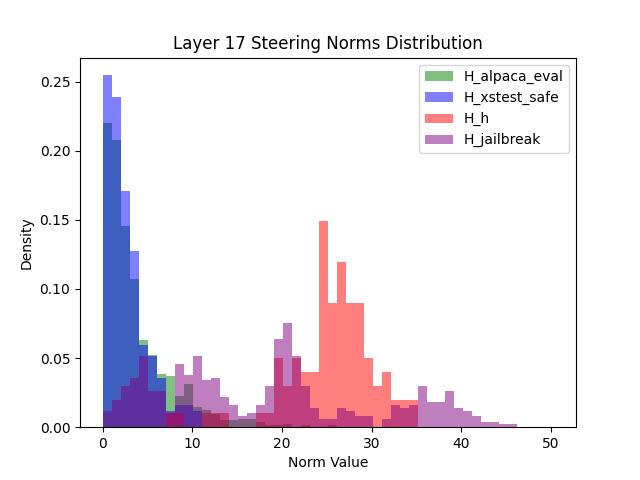 Layer 17 Steering Norms Distribution
H_alpaca_eval
H_xstest_safe
H_h
H_jailbreak
0.25
0.20
0.15
0.10
0.05
0.00
Density
0
10
20
30
40
50
Norm Value